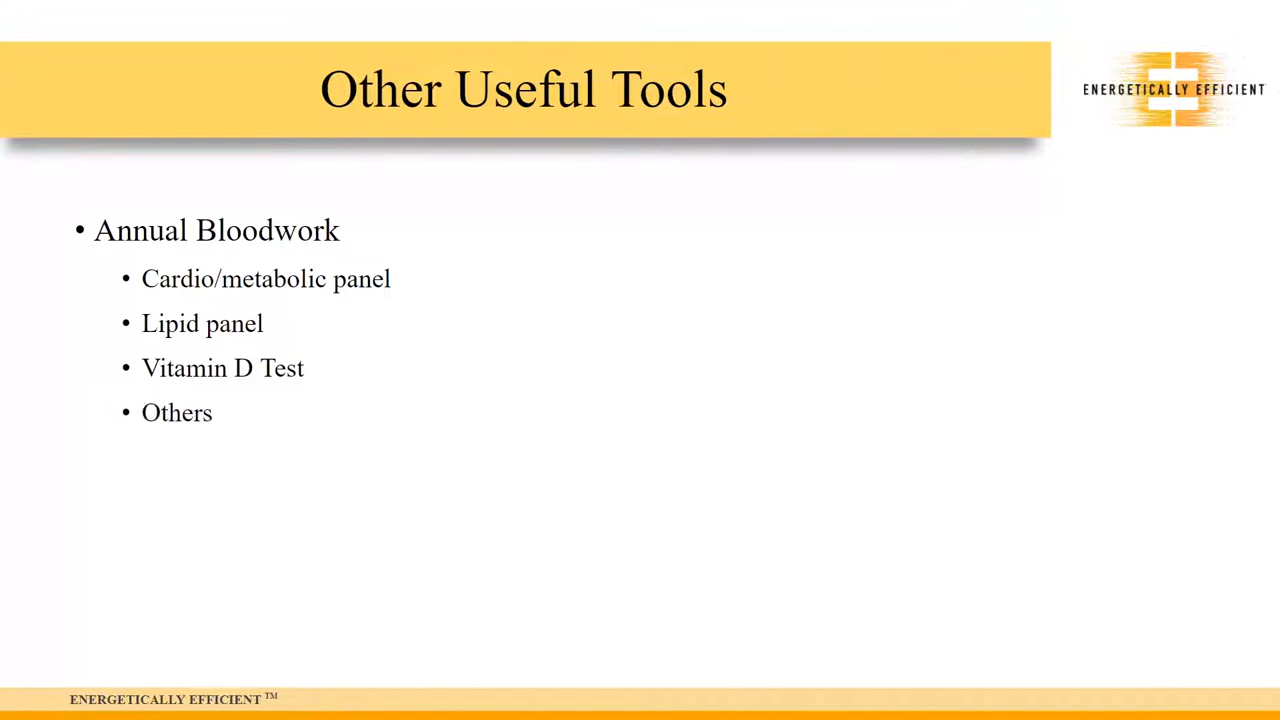 Other Useful Tools
ENERGETICALLY EFFICIENT
• Annual Bloodwork
• Cardio/metabolic panel
• Lipid panel
• Vitamin D Test
• Others
ENERGETICALLY EFFICIENT TM